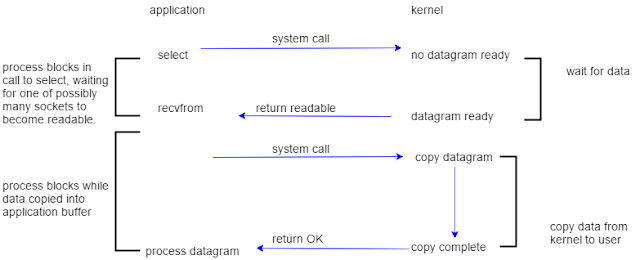 application
kernel
system call
select
no datagram ready
process blocks in
call to select, waiting
for one of possibly
many sockets to
become readable.
wait for data
recvfrom
return readable
datagram ready
system call
copy datagram
process blocks while
data copied into
application buffer
copy data from
kernel to user
return OK
process datagram
copy complete